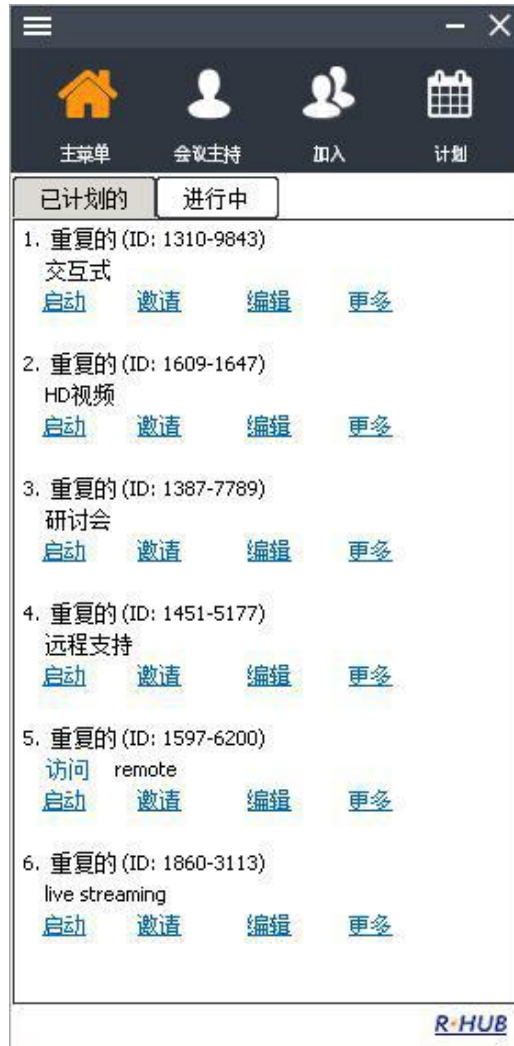 主菜单 会议主持 加入 计划
已计划的 进行中
1. 重复的 (ID: 1310-9843)
交互式
启动 邀请 编辑 更多
2. 重复的 (ID: 1609-1647)
HD视频
启动 邀请 编辑 更多
3. 重复的 (ID: 1387-7789)
研讨会
启动 邀请 编辑 更多
4. 重复的 (ID: 1451-5177)
远程支持
启动 邀请 编辑 更多
5. 重复的 (ID: 1597-6200)
访问 remote
启动 邀请 编辑 更多
6. 重复的 (ID: 1860-3113)
live streaming
启动 邀请 编辑 更多
R-HUB